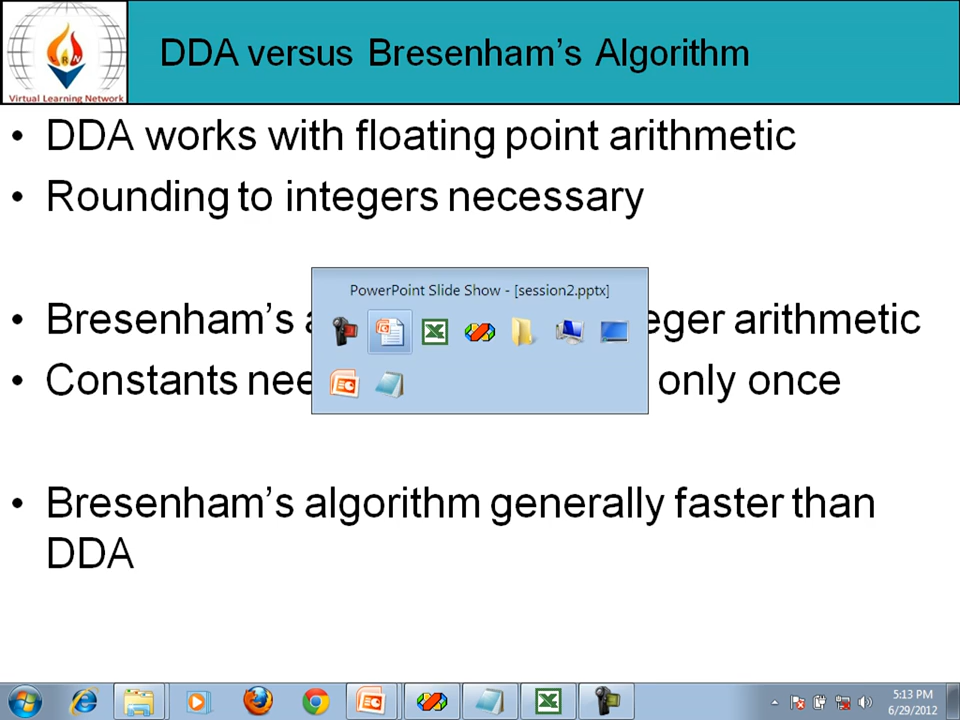 DDA versus Bresenham's Algorithm
Virtual Learning Network
• DDA works with floating point arithmetic
• Rounding to integers necessary
PowerPoint Slide Show - [session2.pptx]
• Bresenham's eger arithmetic
• Constants only once
• Bresenham's algorithm generally faster than
DDA
5:13 PM
6/29/2012